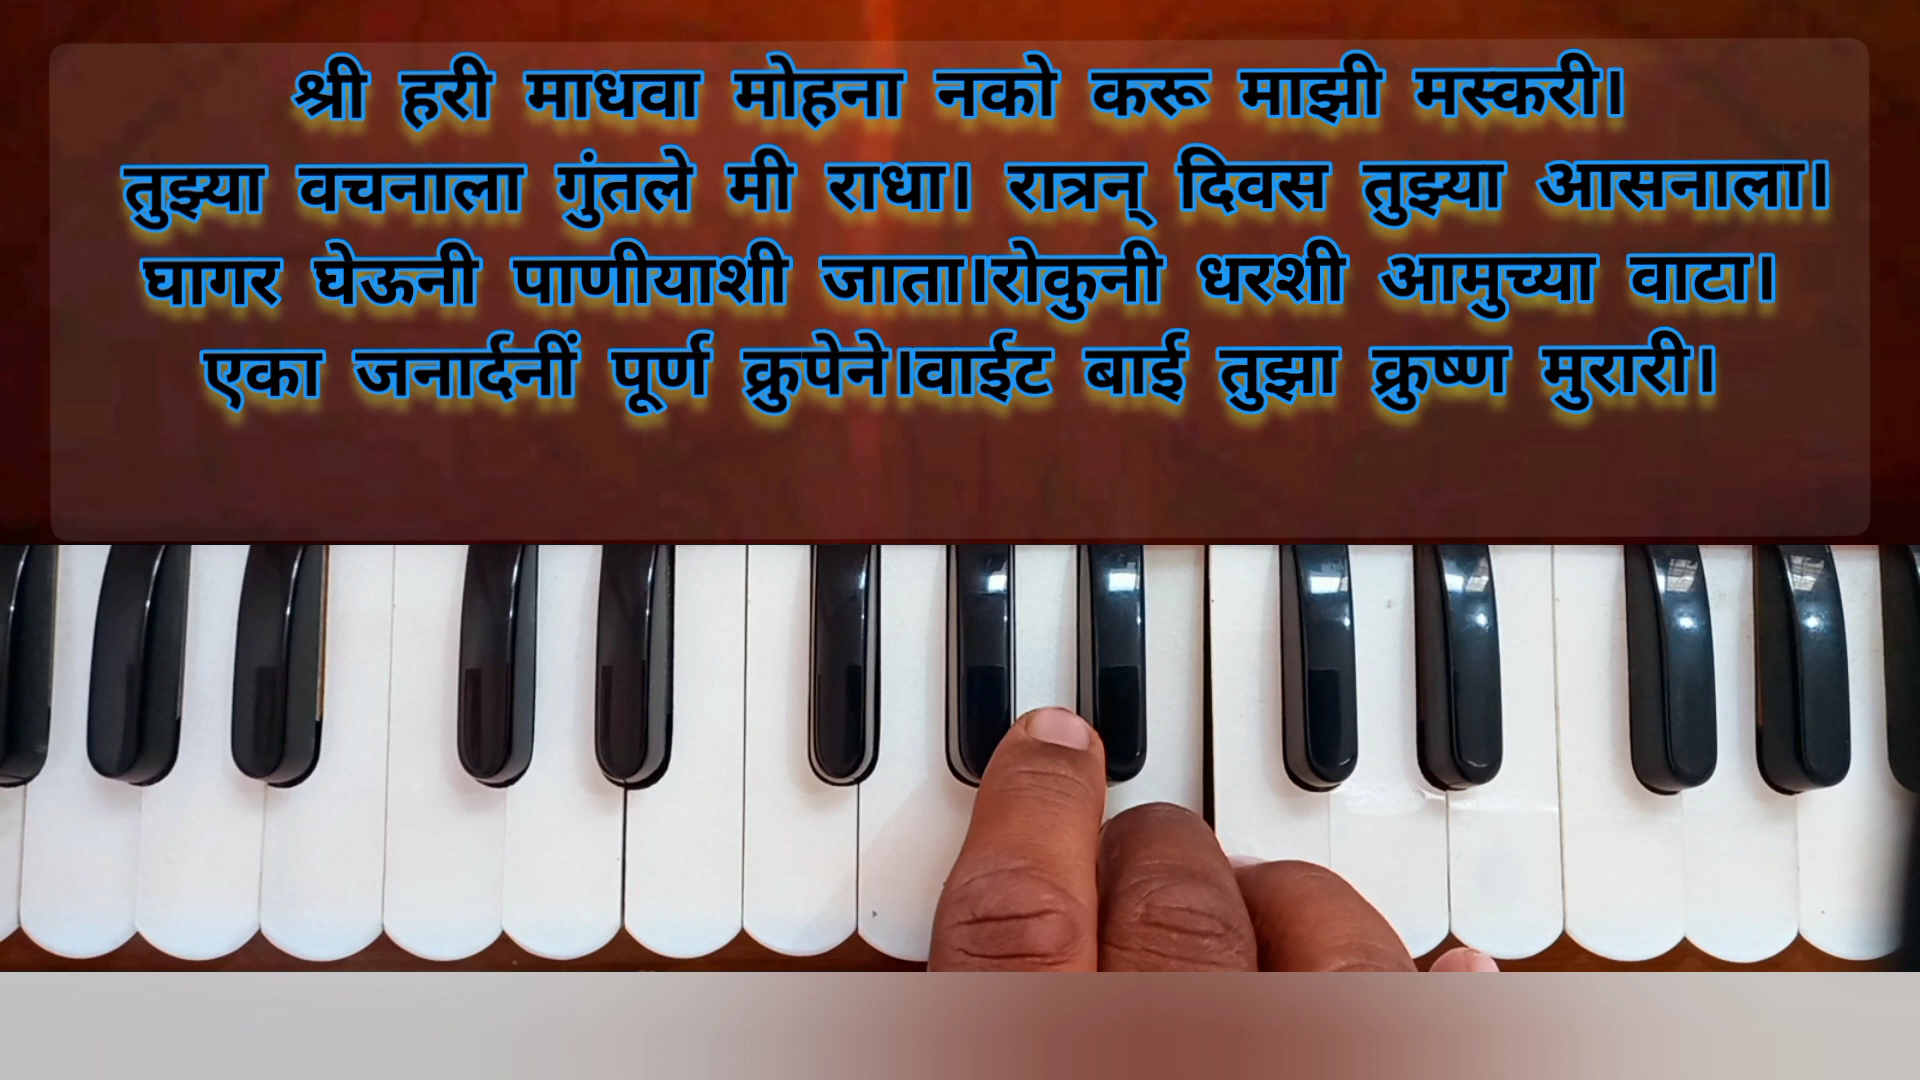 श्री हरी माधवा मोहना नको करू माझी मस्करी।
तुझ्या वचनाला गुंतले मी राधा। रात्रन् दिवस तुझ्या आसनाला।
घागर घेऊनी पाणीयाशी जाता।रोकुनी धरशी आमुच्या वाटा।
एका जनार्दनीं पूर्ण क्रुपेने।वाईट बाई तुझा क्रुष्ण मुरारी।